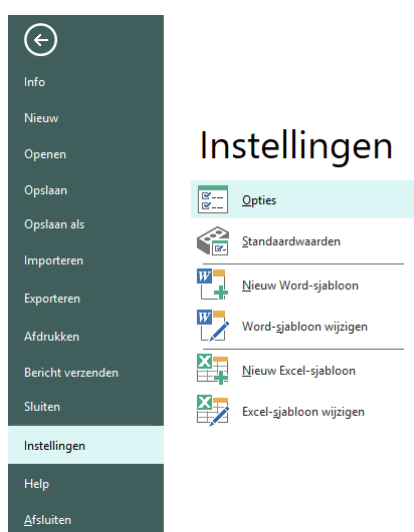 Info
Nieuw
Openen
Opslaan
Opslaan als
Importeren
Exporteren
Afdrukken
Bericht verzenden
Sluiten
Instellingen
Help
Afsluiten
Instellingen
Opties
Standaardwaarden
Nieuw Word-sjabloon
Word-sjabloon wijzigen
Nieuw Excel-sjabloon
Excel-sjabloon wijzigen